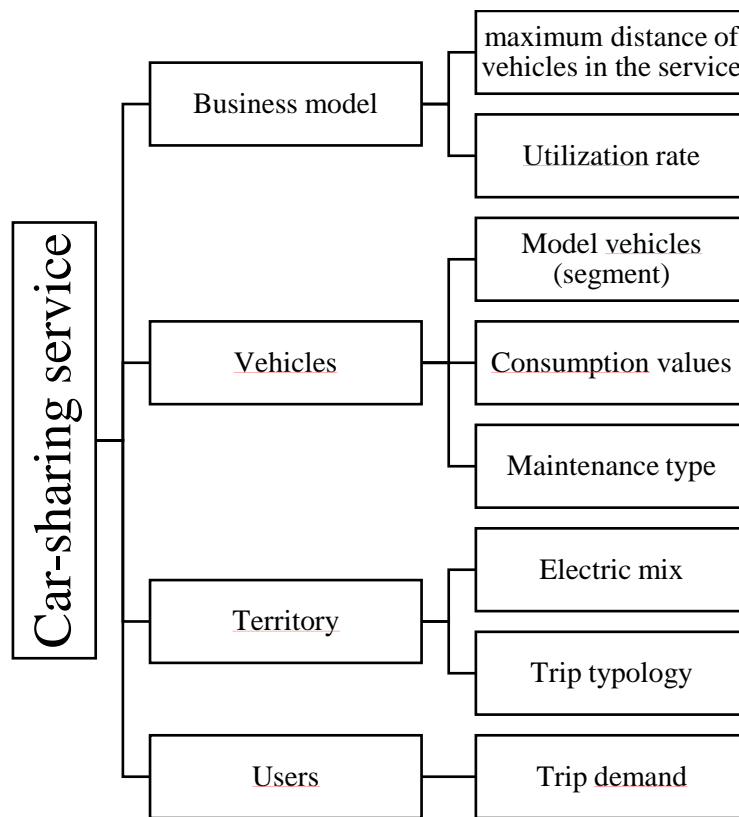 Car-sharing service
Business model
maximum distance of
vehicles in the service
Utilization rate
Vehicles
Model vehicles
(segment)
Consumption values
Maintenance type
Territory
Electric mix
Trip typology
Users
Trip demand